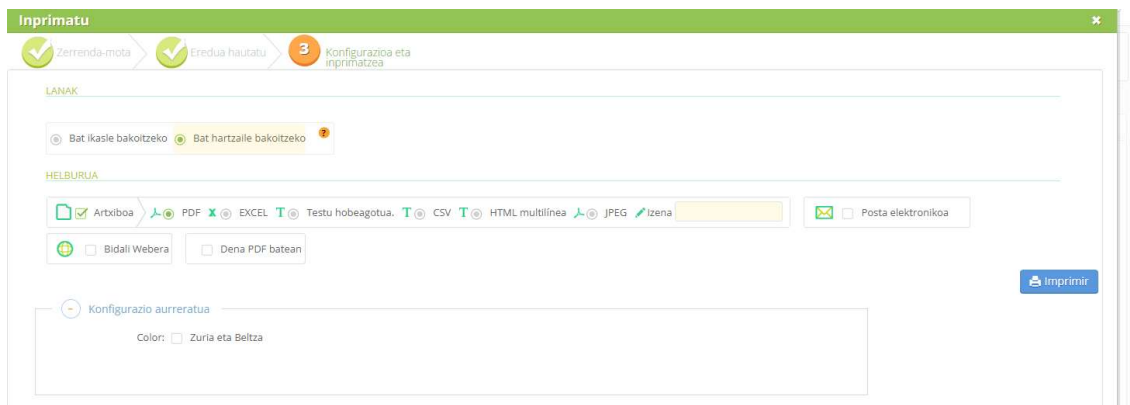 Inprimatu
Zerrenda-mota
Eredua hautatu
3 Konfigurazioa eta
inprimatzea
LANAK
Bat ikasle bakoitzeko Bat hartzaile bakoitzeko ?
HELBURUA
Artxiboa PDF X EXCEL T Testu hobeagotua. T CSV T HTML multilínea JPEG Izena Posta elektronikoa
Bidali Webera Dena PDF batean
Imprimir
Konfigurazio aurreratua
Color: Zuria eta Beltza